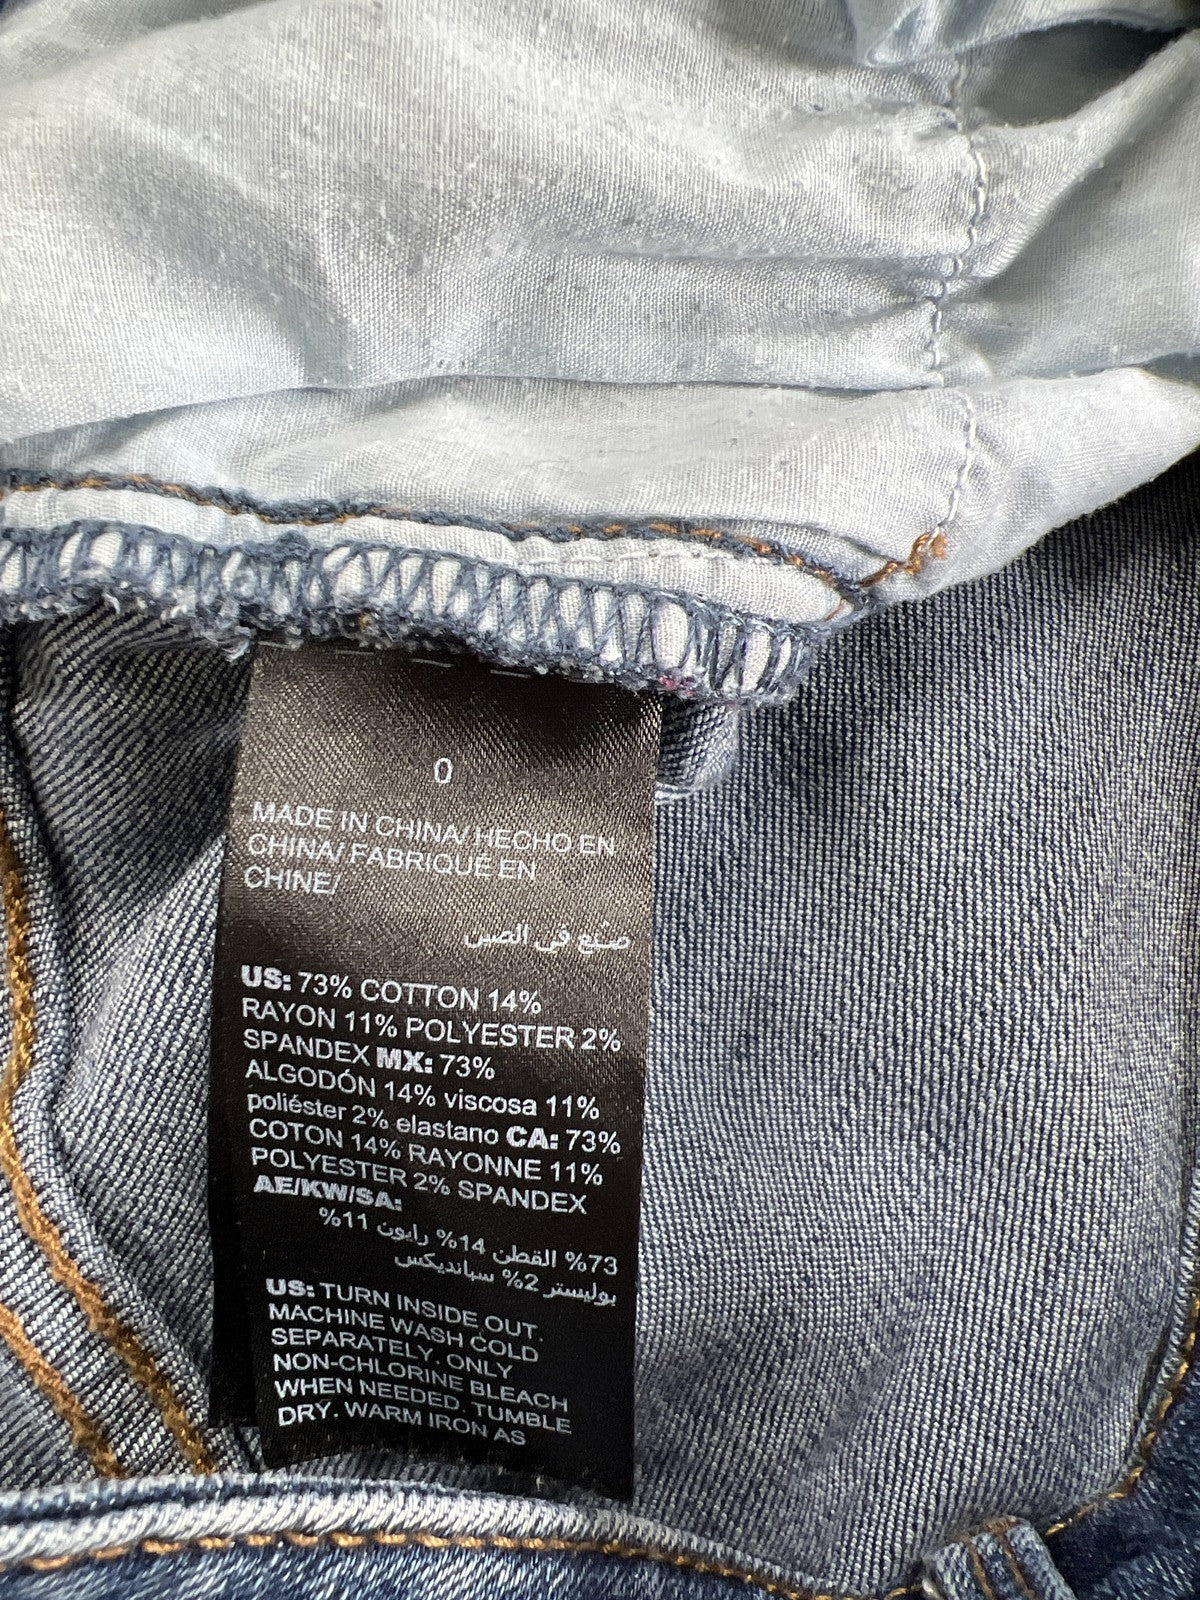 0
MADE IN CHINA/ HECHO EN
CHINA/ FABRIQUÉ EN
CHINE/
صنع في الصين
US: 73% COTTON 14%
RAYON 11% POLYESTER 2%
SPANDEX MX: 73%
ALGODÓN 14% viscosa 11%
poliéster 2% elastano CA: 73%
COTON 14% RAYONNE 11%
POLYESTER 2% SPANDEX
AE/KW/SA:
73% القطن 14% رايون 11%
بوليستر 2% سبانديكس
US: TURN INSIDE OUT.
MACHINE WASH COLD
SEPARATELY. ONLY
NON-CHLORINE BLEACH
WHEN NEEDED. TUMBLE
DRY. WARM IRON AS